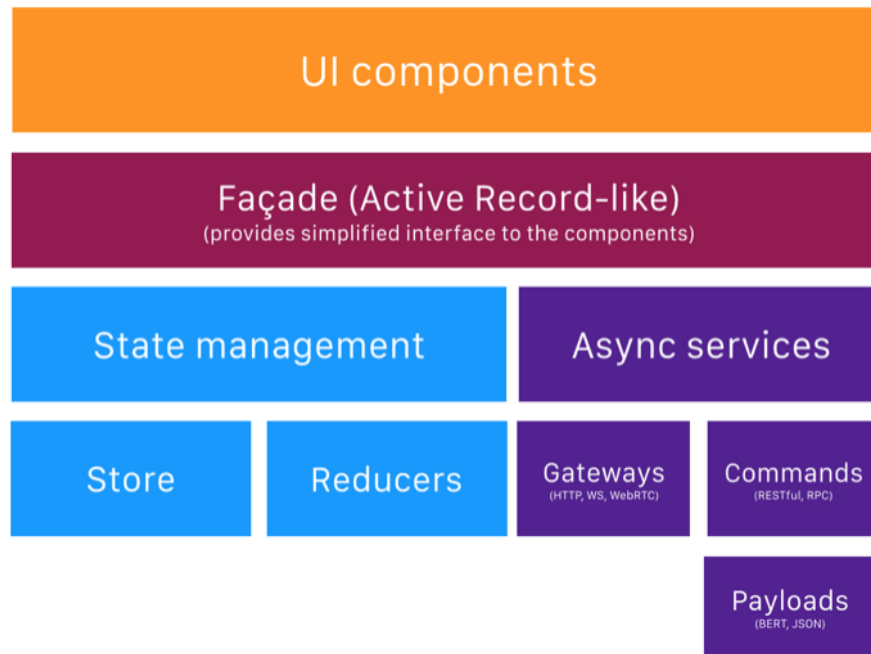 UI components
Façade (Active Record-like)
(provides simplified interface to the components)
State management
Async services
Store
Reducers
Gateways
(HTTP, WS, WebRTC)
Commands
(RESTful, RPC)
Payloads
(BERT, JSON)